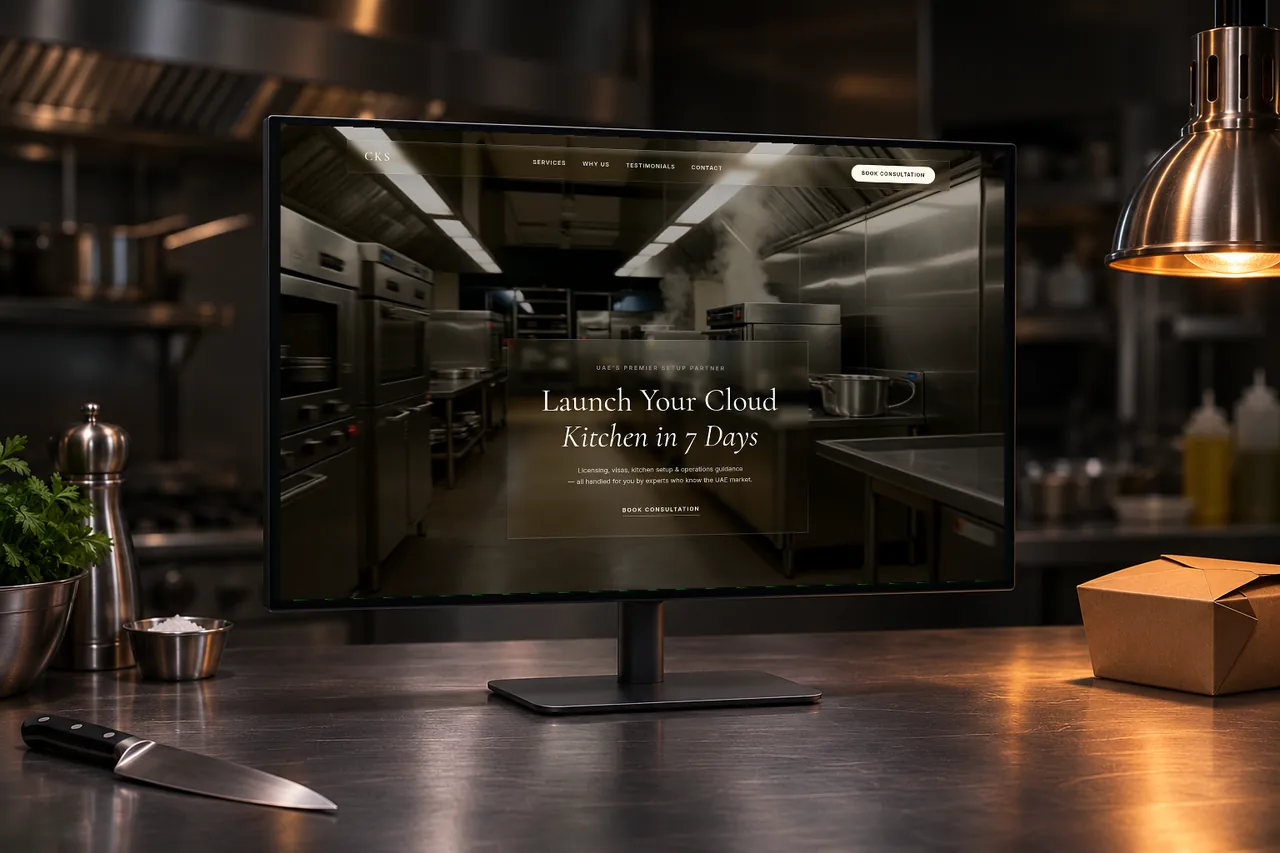 CKS
SERVICES WHY US TESTIMONIALS CONTACT
BOOK CONSULTATION
UAE'S PREMIER SETUP PARTNER
Launch Your Cloud
Kitchen in 7 Days
Licensing, visas, kitchen setup & operations guidance
— all handled for you by experts who know the UAE market.
BOOK CONSULTATION